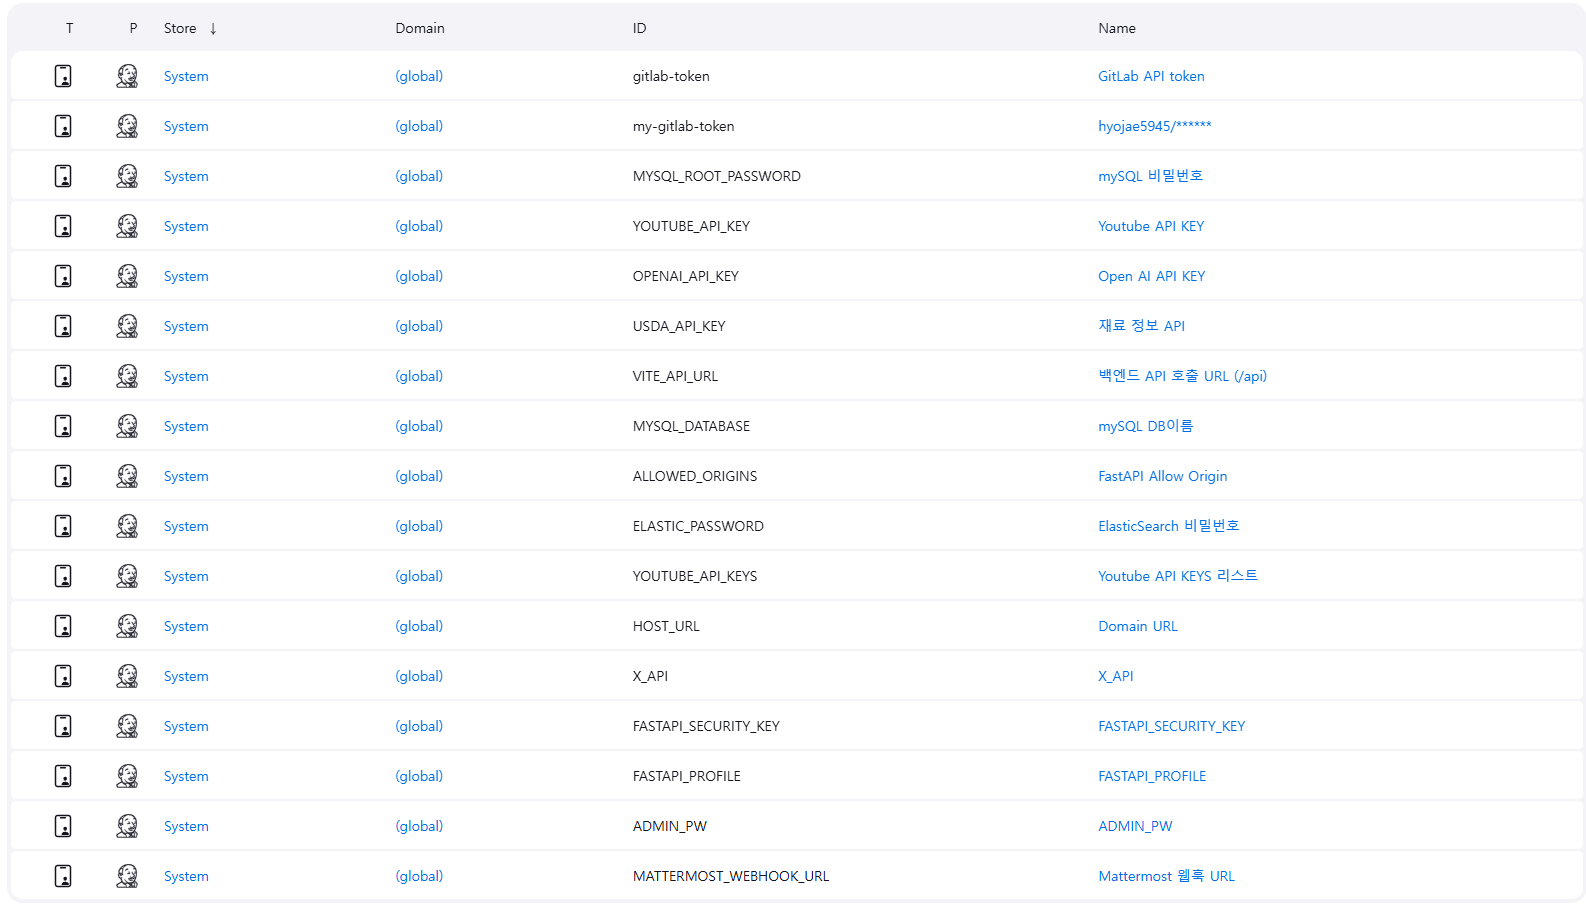 T P Store ↓ Domain ID Name
System (global) gitlab-token GitLab API token
System (global) my-gitlab-token hyojae5945/******
System (global) MYSQL_ROOT_PASSWORD mySQL 비밀번호
System (global) YOUTUBE_API_KEY Youtube API KEY
System (global) OPENAI_API_KEY Open AI API KEY
System (global) USDA_API_KEY 재료 정보 API
System (global) VITE_API_URL 백엔드 API 호출 URL (/api)
System (global) MYSQL_DATABASE mySQL DB이름
System (global) ALLOWED_ORIGINS FastAPI Allow Origin
System (global) ELASTIC_PASSWORD ElasticSearch 비밀번호
System (global) YOUTUBE_API_KEYS Youtube API KEYS 리스트
System (global) HOST_URL Domain URL
System (global) X_API X_API
System (global) FASTAPI_SECURITY_KEY FASTAPI_SECURITY_KEY
System (global) FASTAPI_PROFILE FASTAPI_PROFILE
System (global) ADMIN_PW ADMIN_PW
System (global) MATTERMOST_WEBHOOK_URL Mattermost 웹훅 URL